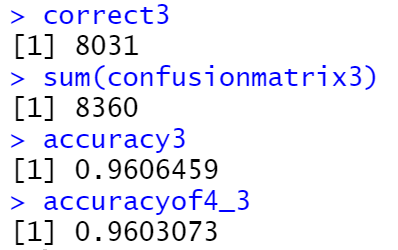 > correct3
[1] 8031
> sum(confusionmatrix3)
[1] 8360
> accuracy3
[1] 0.9606459
> accuracyof4_3
[1] 0.9603073